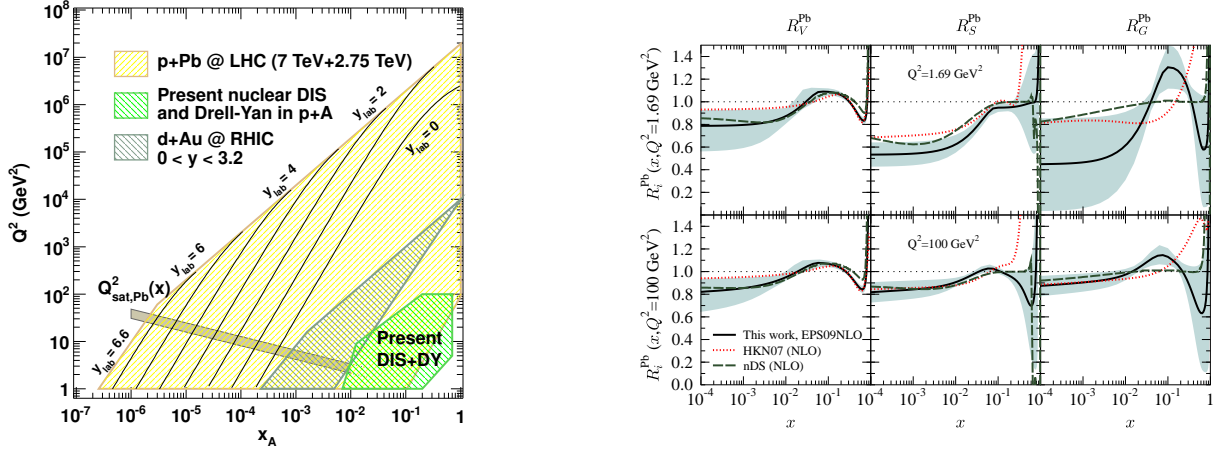 10^8
10^7
10^6
10^5
10^4
10^3
10^2
10
1
Q^2 (GeV^2)
p+Pb @ LHC (7 TeV+2.75 TeV)
Present nuclear DIS
and Drell-Yan in p+A
d+Au @ RHIC
0 < y < 3.2
y_lab = 2
y_lab = 0
y_lab = 4
y_lab = 6
y_lab = 6.6
Q^2_sat,Pb(x)
Present
DIS+DY
10^-7 10^-6 10^-5 10^-4 10^-3 10^-2 10^-1 1
x_A
R_V^Pb R_S^Pb R_G^Pb
R_i^Pb (x,Q^2=1.69 GeV^2)
1.4
1.2
1.0
0.8
0.6
0.4
0.2
Q^2=1.69 GeV^2
R_i^Pb (x,Q^2=100 GeV^2)
1.4
1.2
1.0
0.8
0.6
0.4
0.2
0.0
Q^2=100 GeV^2
This work, EPS09NLO
HKN07 (NLO)
nDS (NLO)
10^-4 10^-3 10^-2 10^-1 10^-4 10^-3 10^-2 10^-1 10^-4 10^-3 10^-2 10^-1 1
x x x